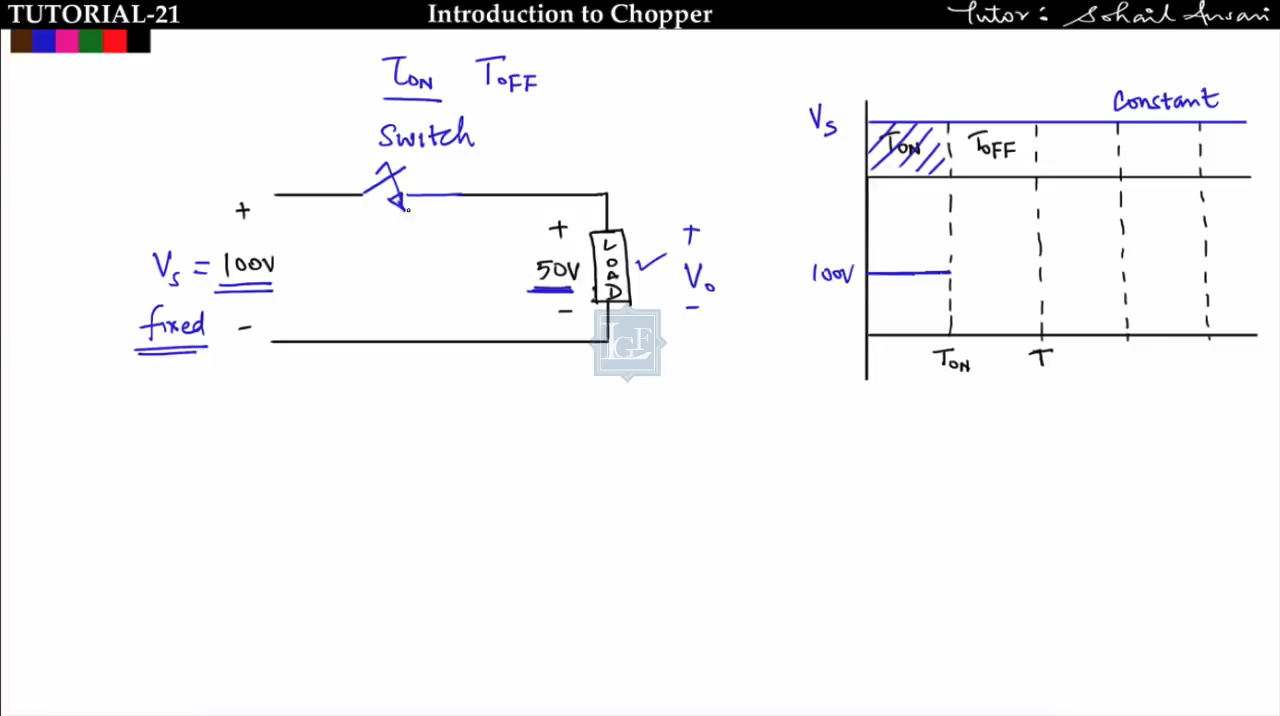 TUTORIAL-21
Introduction to Chopper
Tutor: Sohail Ansari
TON TOFF
Switch
+
Vs = 100V
fixed -
+
50V
-
LOAD
+
Vo
-
LGF
Constant
Vs
TON TOFF
100V
TON T